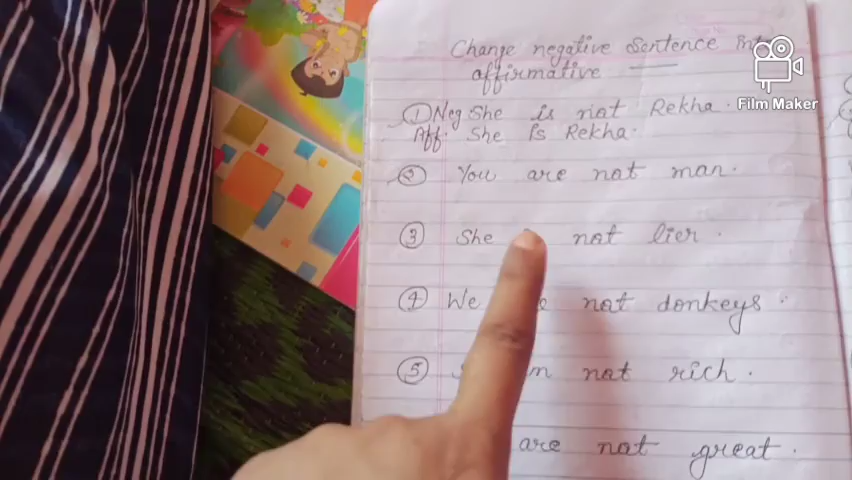 Change negative Sentence int
affirmative
① Neg. She is not Rekha.
Aff. She is Rekha.
② You are not man.
③ She not lier.
④ We not donkeys.
⑤ not rich.
are not great.
Film Maker